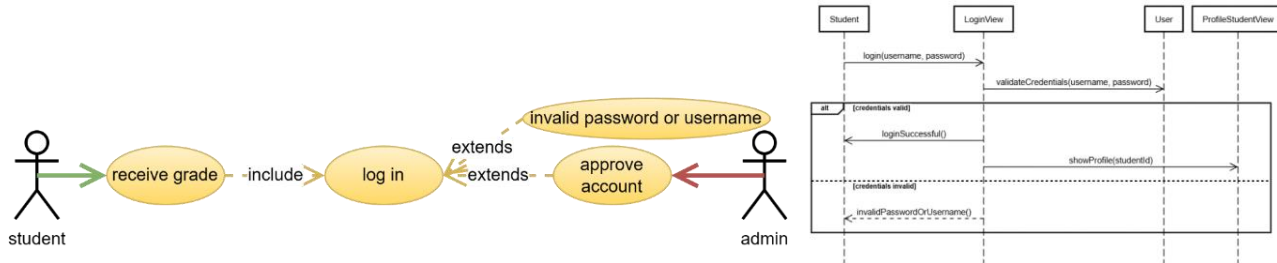 student
receive grade
include
log in
extends
extends
invalid password or username
approve
account
admin
Student
LoginView
User
ProfileStudentView
login(username, password)
validateCredentials(username, password)
alt
[credentials valid]
loginSuccessful()
showProfile(studentId)
[credentials invalid]
invalidPasswordOrUsername()